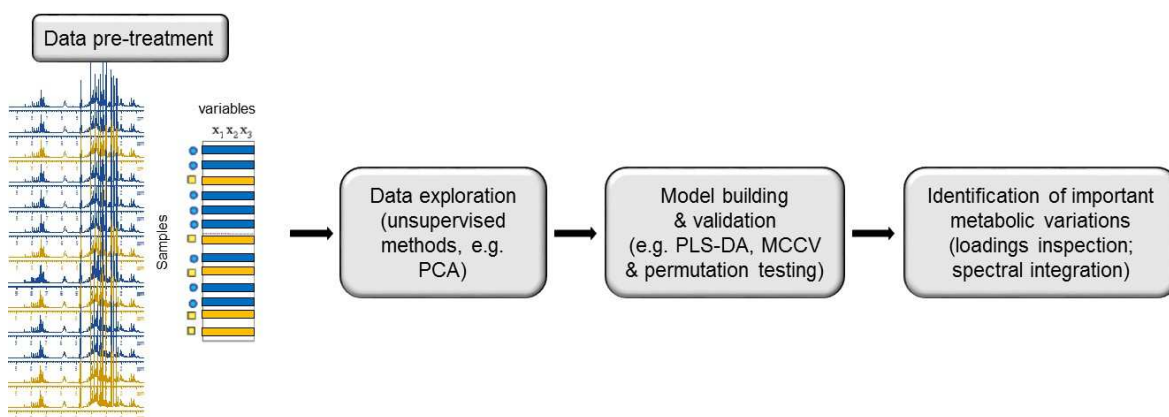 Data pre-treatment
variables
x₁ x₂ x₃
Samples
Data exploration
(unsupervised
methods, e.g.
PCA)
Model building
& validation
(e.g. PLS-DA, MCCV
& permutation testing)
Identification of important
metabolic variations
(loadings inspection;
spectral integration)